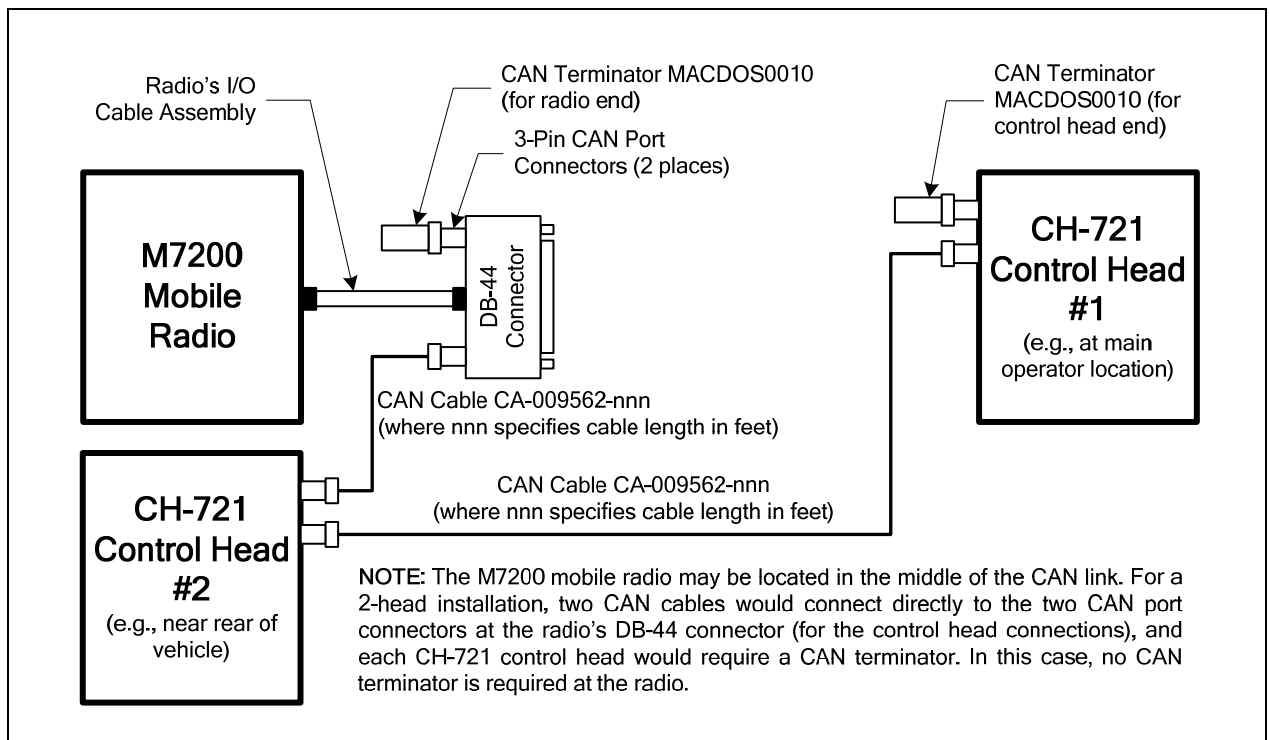 Radio's I/O
Cable Assembly
CAN Terminator MACDOS0010
(for radio end)
3-Pin CAN Port
Connectors (2 places)
CAN Terminator
MACDOS0010 (for
control head end)
M7200
Mobile
Radio
DB-44
Connector
CH-721
Control Head
#1
(e.g., at main
operator location)
CAN Cable CA-009562-nnn
(where nnn specifies cable length in feet)
CH-721
Control Head
#2
(e.g., near rear of
vehicle)
CAN Cable CA-009562-nnn
(where nnn specifies cable length in feet)
NOTE: The M7200 mobile radio may be located in the middle of the CAN link. For a
2-head installation, two CAN cables would connect directly to the two CAN port
connectors at the radio's DB-44 connector (for the control head connections), and
each CH-721 control head would require a CAN terminator. In this case, no CAN
terminator is required at the radio.